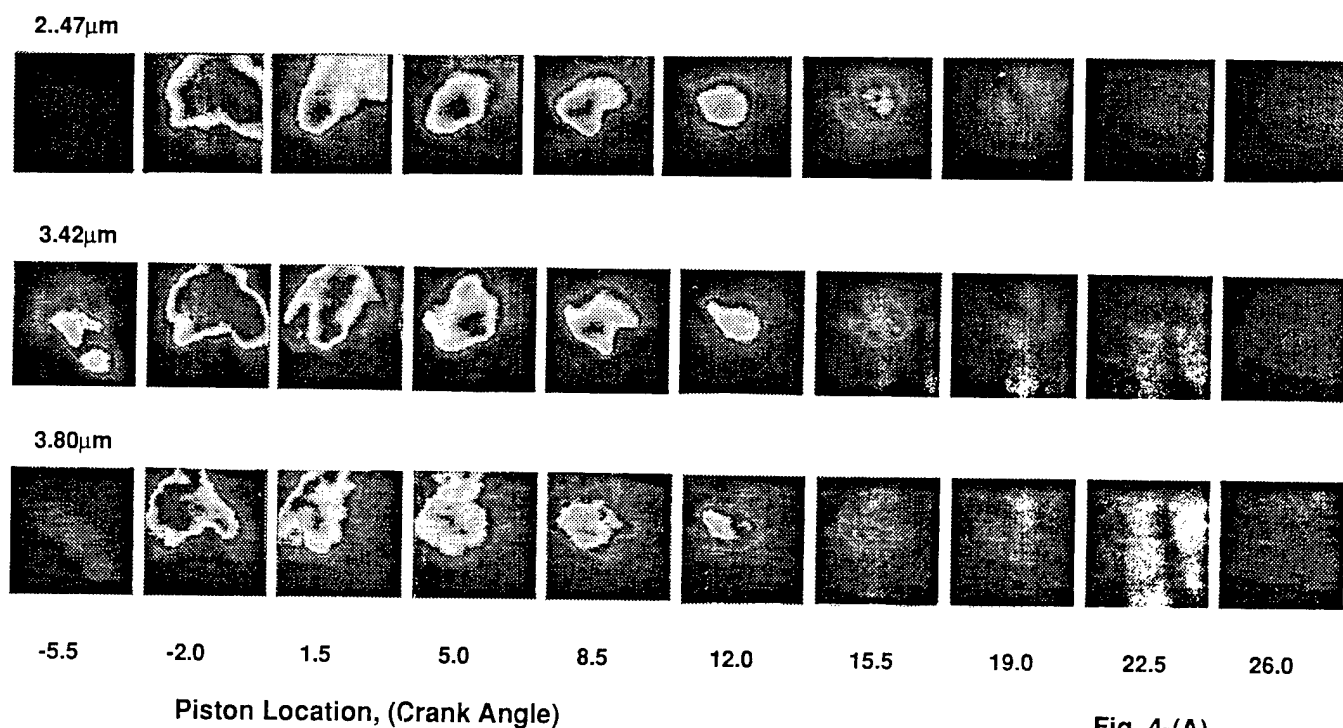 2..47μm
3.42μm
3.80μm
-5.5 -2.0 1.5 5.0 8.5 12.0 15.5 19.0 22.5 26.0
Piston Location, (Crank Angle)
Fig. 4-(A)